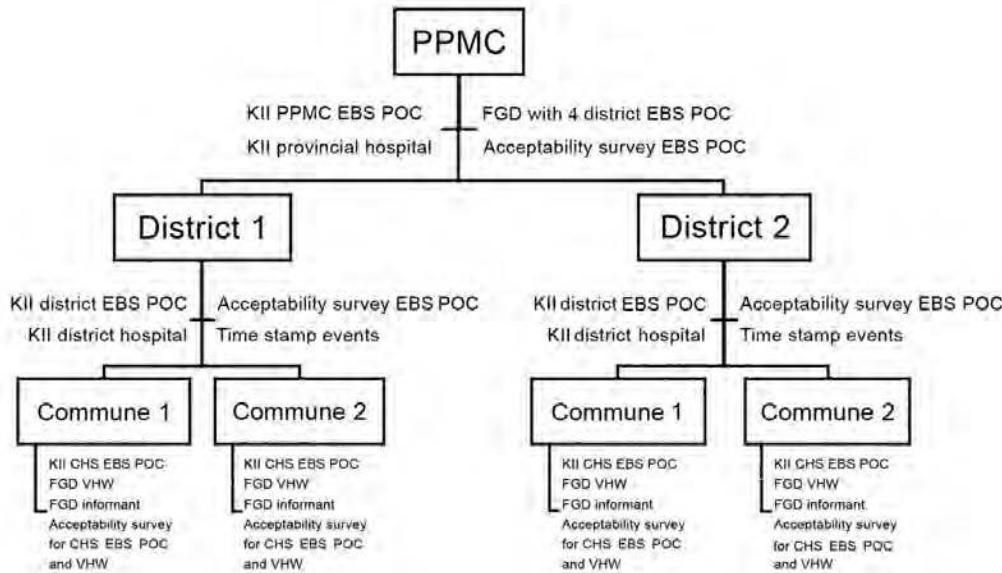 PPMC
KII PPMC EBS POC
FGD with 4 district EBS POC
KII provincial hospital
Acceptability survey EBS POC
District 1
District 2
KII district EBS POC
Acceptability survey EBS POC
KII district hospital
Time stamp events
KII district EBS POC
Acceptability survey EBS POC
KII district hospital
Time stamp events
Commune 1
Commune 2
Commune 1
Commune 2
KII CHS EBS POC
FGD VHW
FGD informant
Acceptability survey
for CHS EBS POC
and VHW
KII CHS EBS POC
FGD VHW
FGD informant
Acceptability survey
for CHS EBS POC
and VHW
KII CHS EBS POC
FGD VHW
FGD informant
Acceptability survey
for CHS EBS POC
and VHW
KII CHS EBS POC
FGD VHW
FGD informant
Acceptability survey
for CHS EBS POC
and VHW